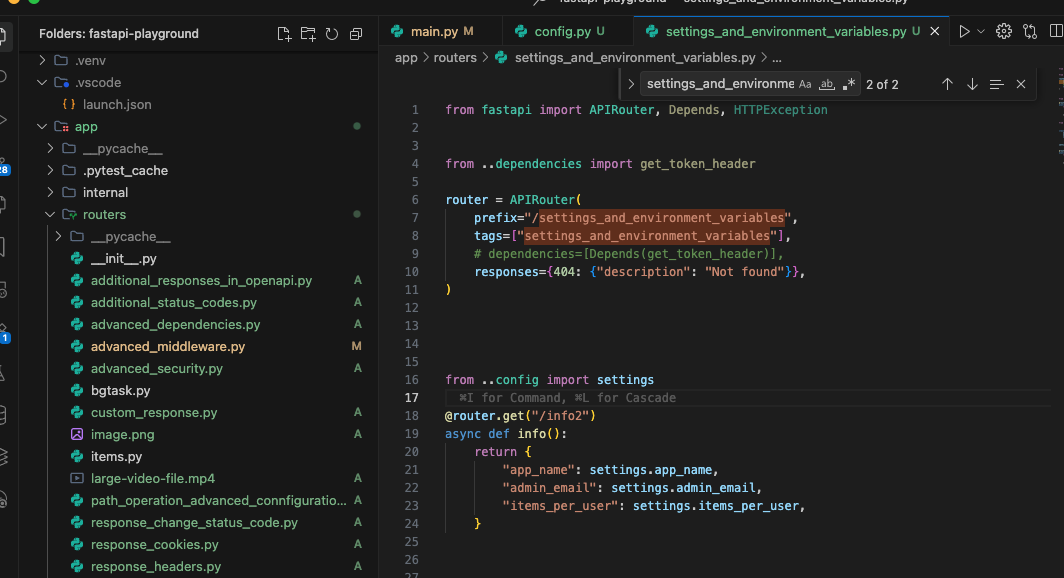 Folders: fastapi-playground
.venv
.vscode
launch.json
app
__pycache__
.pytest_cache
internal
routers
__pycache__
__init__.py
additional_responses_in_openapi.py A
additional_status_codes.py A
advanced_dependencies.py A
advanced_middleware.py M
advanced_security.py A
bgtask.py
custom_response.py A
image.png A
items.py
large-video-file.mp4 A
path_operation_advanced_connfiguratio... A
response_change_status_code.py A
response_cookies.py A
response_headers.py A
28
1
main.py M
config.py U
settings_and_environment_variables.py U
app > routers > settings_and_environment_variables.py > ...
settings_and_environme Aa ab .* 2 of 2
1 from fastapi import APIRouter, Depends, HTTPException
2
3
4 from ..dependencies import get_token_header
5
6 router = APIRouter(
7 prefix="/settings_and_environment_variables",
8 tags=["settings_and_environment_variables"],
9 # dependencies=[Depends(get_token_header)],
10 responses={404: {"description": "Not found"}},
11 )
12
13
14
15
16 from ..config import settings
17 ⌘I for Command, ⌘L for Cascade
18 @router.get("/info2")
19 async def info():
20 return {
21 "app_name": settings.app_name,
22 "admin_email": settings.admin_email,
23 "items_per_user": settings.items_per_user,
24 }
25
26
27